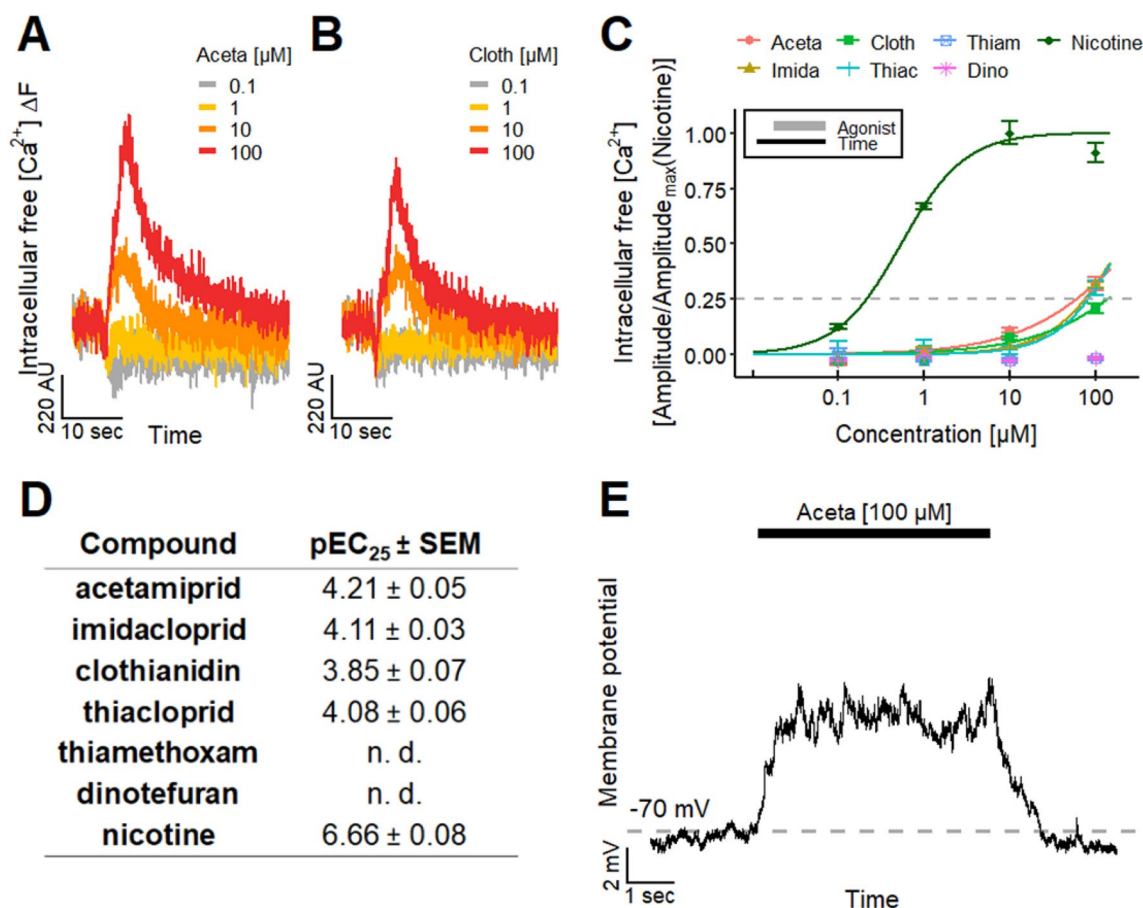 A
Aceta [µM]
0.1
1
10
100
Intracellular free [Ca2+] ΔF
220 AU
10 sec
Time
B
Cloth [µM]
0.1
1
10
100
220 AU
10 sec
C
Aceta Cloth Thiam Nicotine
Imida Thiac Dino
Agonist
Time
Intracellular free [Ca2+]
[Amplitude/Amplitudemax(Nicotine)]
1.00
0.75
0.50
0.25
0.00
0.1 1 10 100
Concentration [µM]
D
Compound pEC25 ± SEM
acetamiprid 4.21 ± 0.05
imidacloprid 4.11 ± 0.03
clothianidin 3.85 ± 0.07
thiacloprid 4.08 ± 0.06
thiamethoxam n. d.
dinotefuran n. d.
nicotine 6.66 ± 0.08
E
Aceta [100 µM]
Membrane potential
-70 mV
2 mV
1 sec
Time